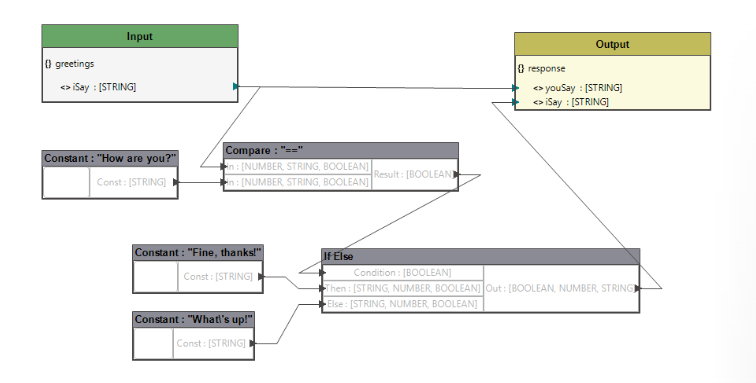 Input
{} greetings
<> iSay : [STRING]
Output
{} response
<> youSay : [STRING]
<> iSay : [STRING]
Constant : "How are you?"
Const : [STRING]
Compare : "=="
In : [NUMBER, STRING, BOOLEAN]
In : [NUMBER, STRING, BOOLEAN]
Result : [BOOLEAN]
Constant : "Fine, thanks!"
Const : [STRING]
If Else
Condition : [BOOLEAN]
Then : [STRING, NUMBER, BOOLEAN]
Else : [STRING, NUMBER, BOOLEAN]
Out : [BOOLEAN, NUMBER, STRING]
Constant : "What\'s up!"
Const : [STRING]